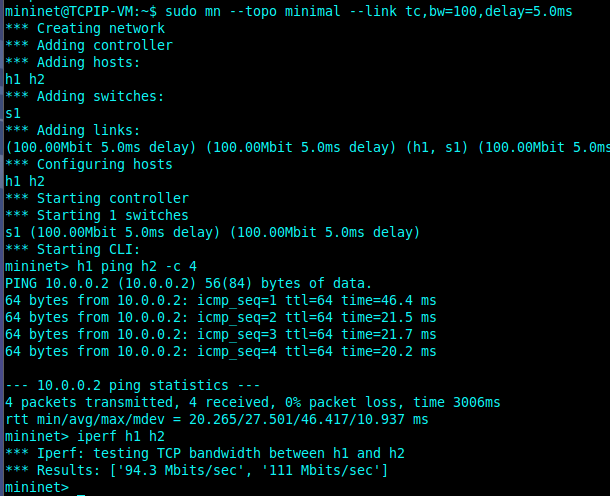 mininet@TCPIP-VM:~$ sudo mn --topo minimal --link tc,bw=100,delay=5.0ms
*** Creating network
*** Adding controller
*** Adding hosts:
h1 h2
*** Adding switches:
s1
*** Adding links:
(100.00Mbit 5.0ms delay) (100.00Mbit 5.0ms delay) (h1, s1) (100.00Mbit 5.0ms
*** Configuring hosts
h1 h2
*** Starting controller
*** Starting 1 switches
s1 (100.00Mbit 5.0ms delay) (100.00Mbit 5.0ms delay)
*** Starting CLI:
mininet> h1 ping h2 -c 4
PING 10.0.0.2 (10.0.0.2) 56(84) bytes of data.
64 bytes from 10.0.0.2: icmp_seq=1 ttl=64 time=46.4 ms
64 bytes from 10.0.0.2: icmp_seq=2 ttl=64 time=21.5 ms
64 bytes from 10.0.0.2: icmp_seq=3 ttl=64 time=21.7 ms
64 bytes from 10.0.0.2: icmp_seq=4 ttl=64 time=20.2 ms

--- 10.0.0.2 ping statistics ---
4 packets transmitted, 4 received, 0% packet loss, time 3006ms
rtt min/avg/max/mdev = 20.265/27.501/46.417/10.937 ms
mininet> iperf h1 h2
*** Iperf: testing TCP bandwidth between h1 and h2
*** Results: ['94.3 Mbits/sec', '111 Mbits/sec']
mininet>